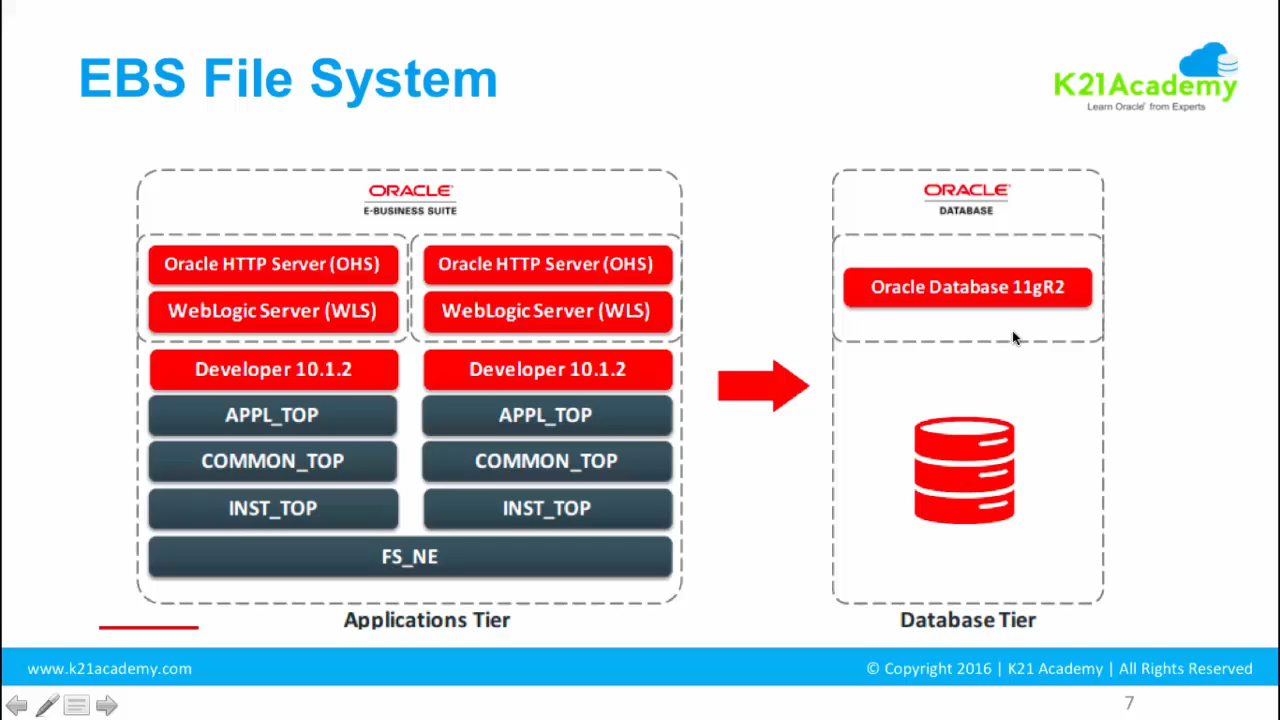 EBS File System
K21Academy
Learn Oracle® from Experts
ORACLE®
E-BUSINESS SUITE
Oracle HTTP Server (OHS)
Oracle HTTP Server (OHS)
WebLogic Server (WLS)
WebLogic Server (WLS)
Developer 10.1.2
Developer 10.1.2
APPL_TOP
APPL_TOP
COMMON_TOP
COMMON_TOP
INST_TOP
INST_TOP
FS_NE
Applications Tier
ORACLE®
DATABASE
Oracle Database 11gR2
Database Tier
www.k21academy.com
© Copyright 2016 | K21 Academy | All Rights Reserved
7